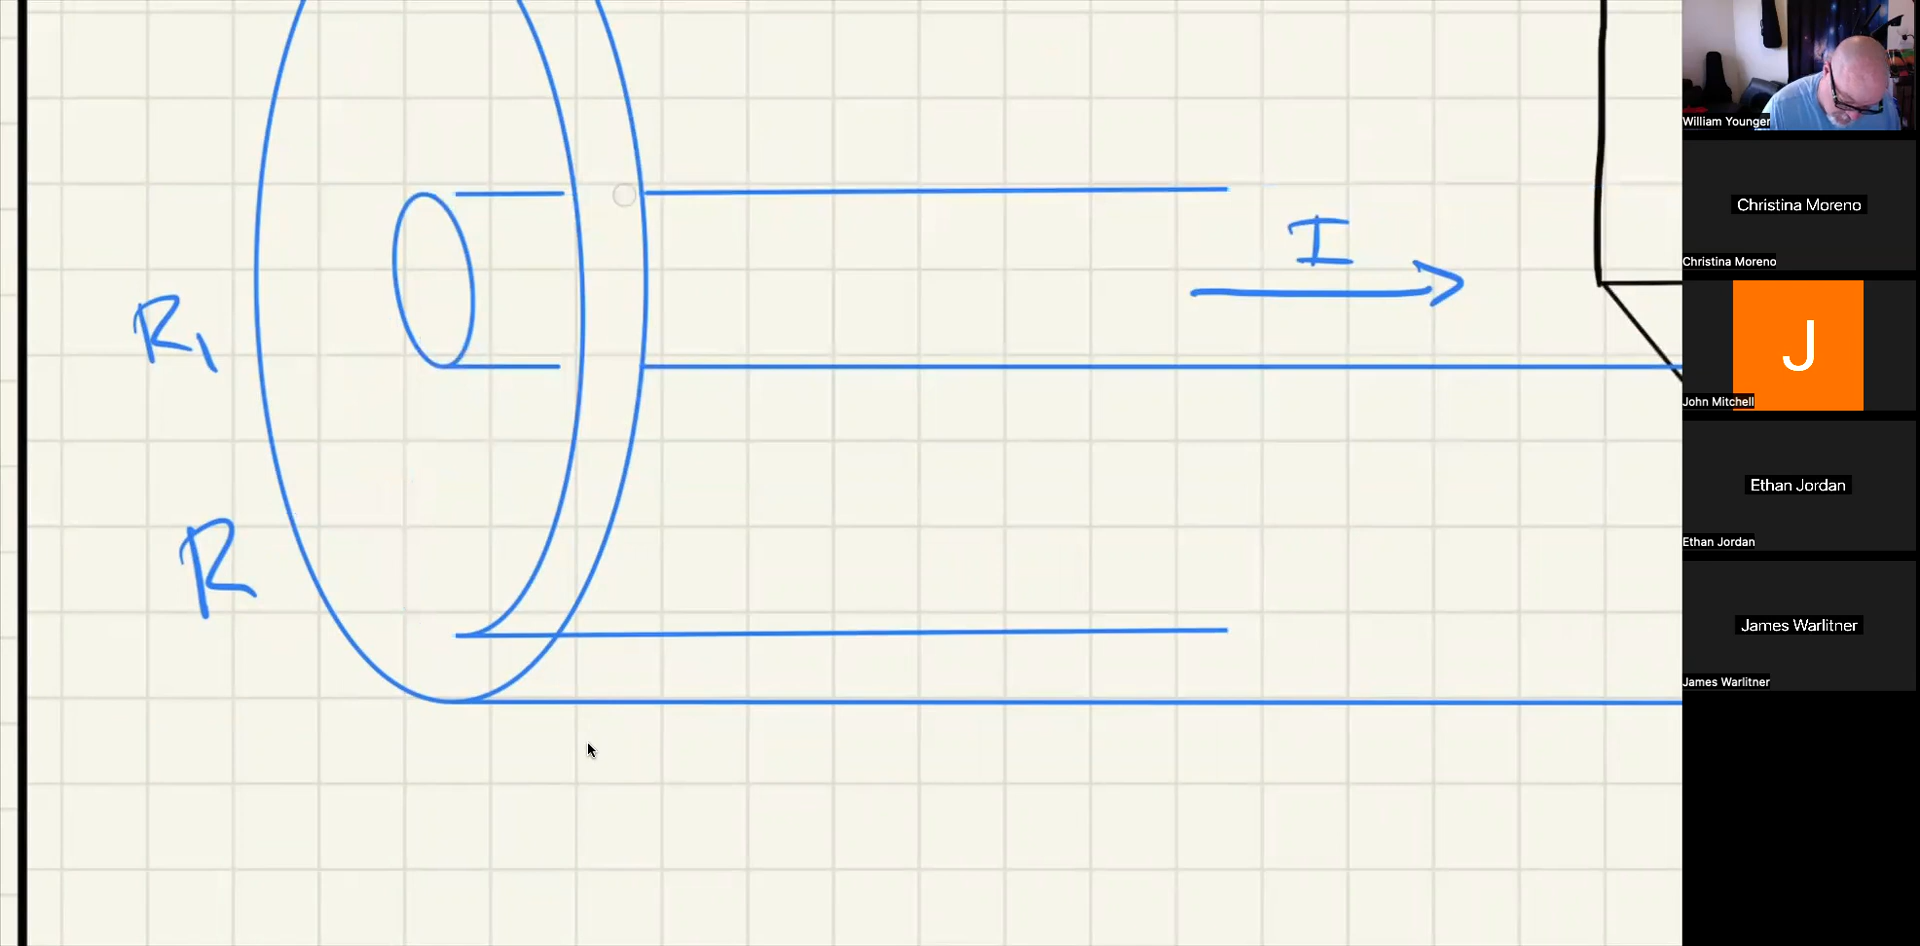 I
R₁
R
William Younger
Christina Moreno
Christina Moreno
J
John Mitchell
Ethan Jordan
Ethan Jordan
James Warlitner
James Warlitner